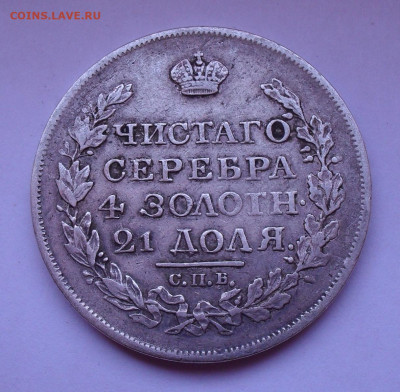 COINS.LAVE.RU
ЧИСТАГО
СЕРЕБРА
4 ЗОЛОТН.
21 ДОЛЯ.
С.П.Б.